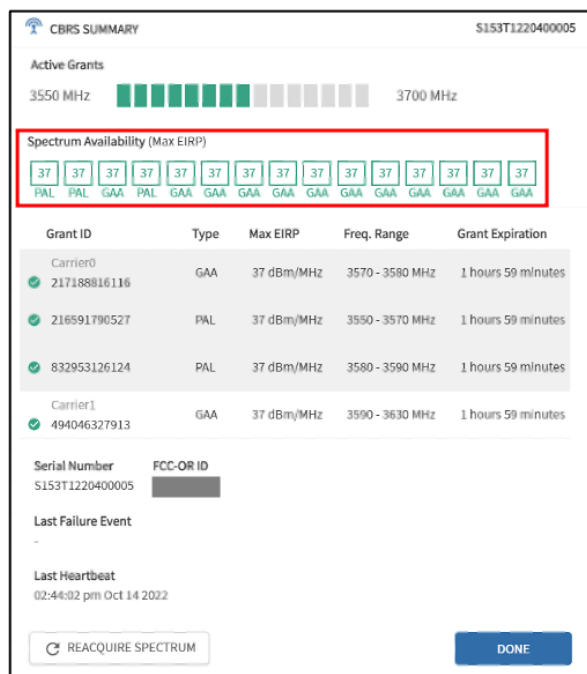 CBRS SUMMARY S153T1220400005
Active Grants
3550 MHz 3700 MHz
Spectrum Availability (Max EIRP)
37 37 37 37 37 37 37 37 37 37 37 37 37 37 37
PAL PAL GAA PAL GAA GAA GAA GAA GAA GAA GAA GAA GAA GAA GAA
Grant ID Type Max EIRP Freq. Range Grant Expiration
Carrier0
217188816116 GAA 37 dBm/MHz 3570 - 3580 MHz 1 hours 59 minutes
216591790527 PAL 37 dBm/MHz 3550 - 3570 MHz 1 hours 59 minutes
832953126124 PAL 37 dBm/MHz 3580 - 3590 MHz 1 hours 59 minutes
Carrier1
494046327913 GAA 37 dBm/MHz 3590 - 3630 MHz 1 hours 59 minutes
Serial Number FCC-OR ID
S153T1220400005
Last Failure Event
-
Last Heartbeat
02:44:02 pm Oct 14 2022
REACQUIRE SPECTRUM DONE